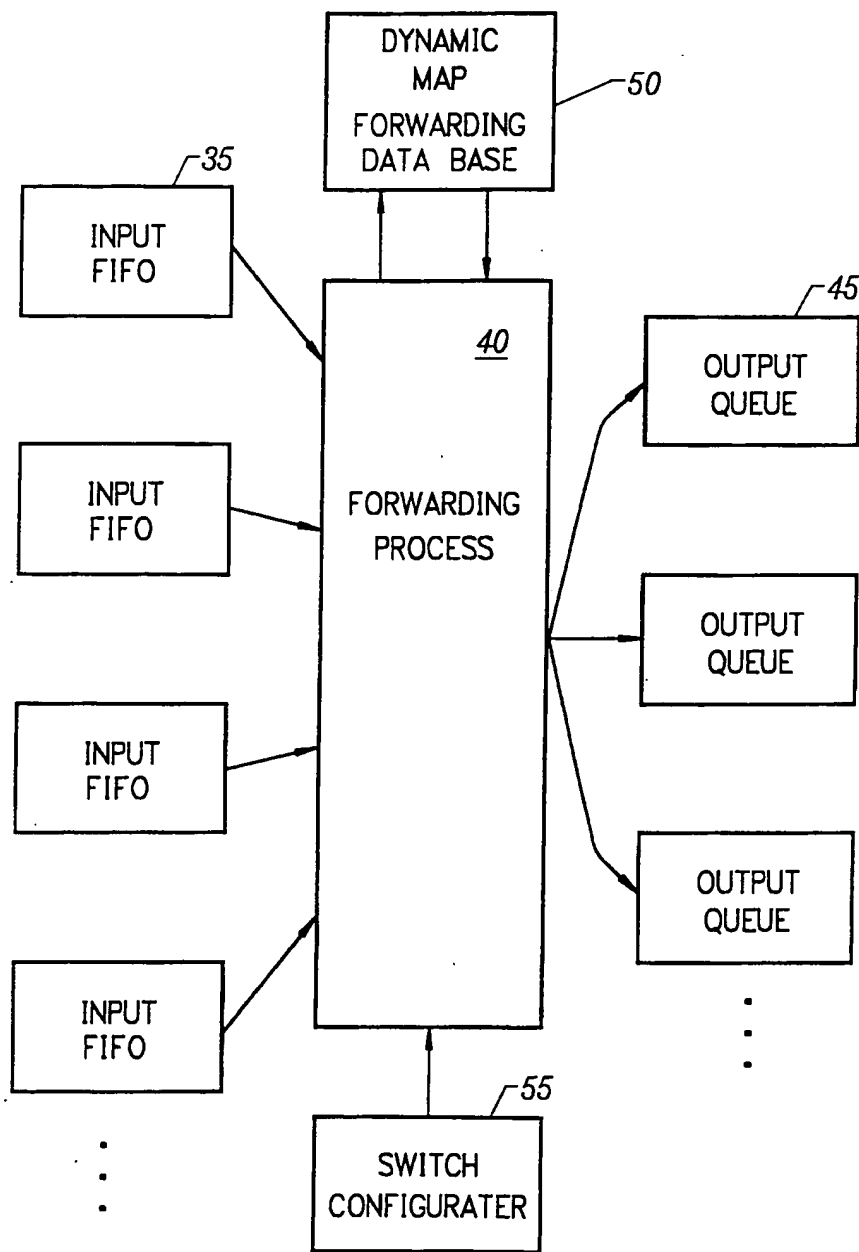 DYNAMIC
MAP
FORWARDING
DATA BASE
50
35
INPUT
FIFO
40
FORWARDING
PROCESS
45
OUTPUT
QUEUE
INPUT
FIFO
OUTPUT
QUEUE
INPUT
FIFO
OUTPUT
QUEUE
INPUT
FIFO
55
SWITCH
CONFIGURATER